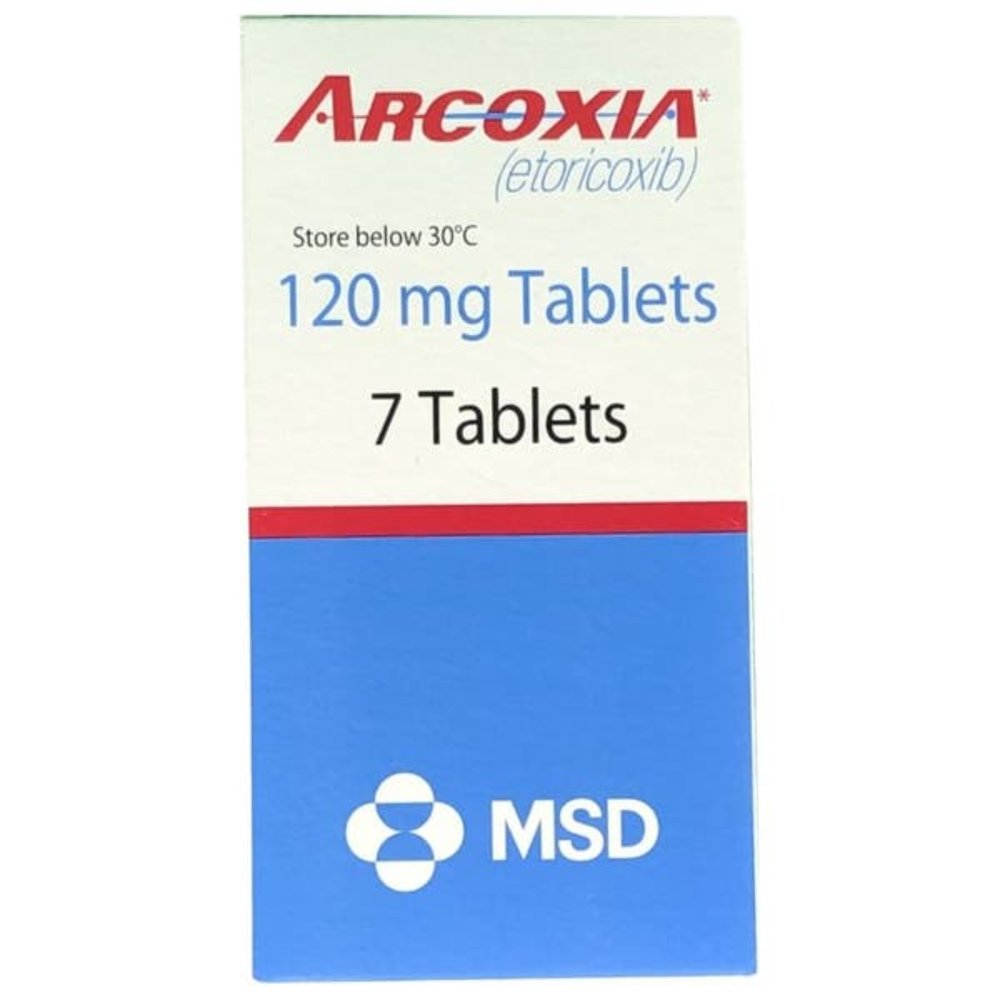 ARCOXIA*
(etoricoxib)
Store below 30°C
120 mg Tablets
7 Tablets
MSD